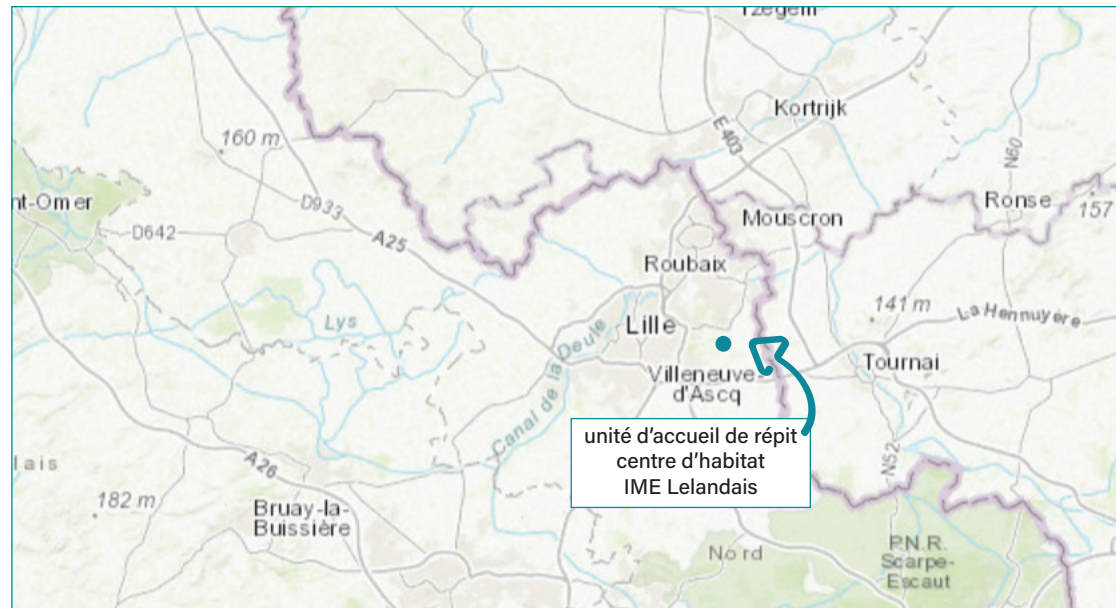 Kortrijk
E 403
160 m
N60
nt-Omer
D933
Ronse
157
Mouscron
D642
A25
Roubaix
141 m
La Hennuyère
Lys
Lille
Canal de la Deule
Tournai
Villeneuve-
d'Ascq
unité d’accueil de répit
centre d’habitat
IME Lelandais
N52
lais
A26
182 m
Bruay-la-
Buissière
Nord
P.N.R.
Scarpe-
Escaut